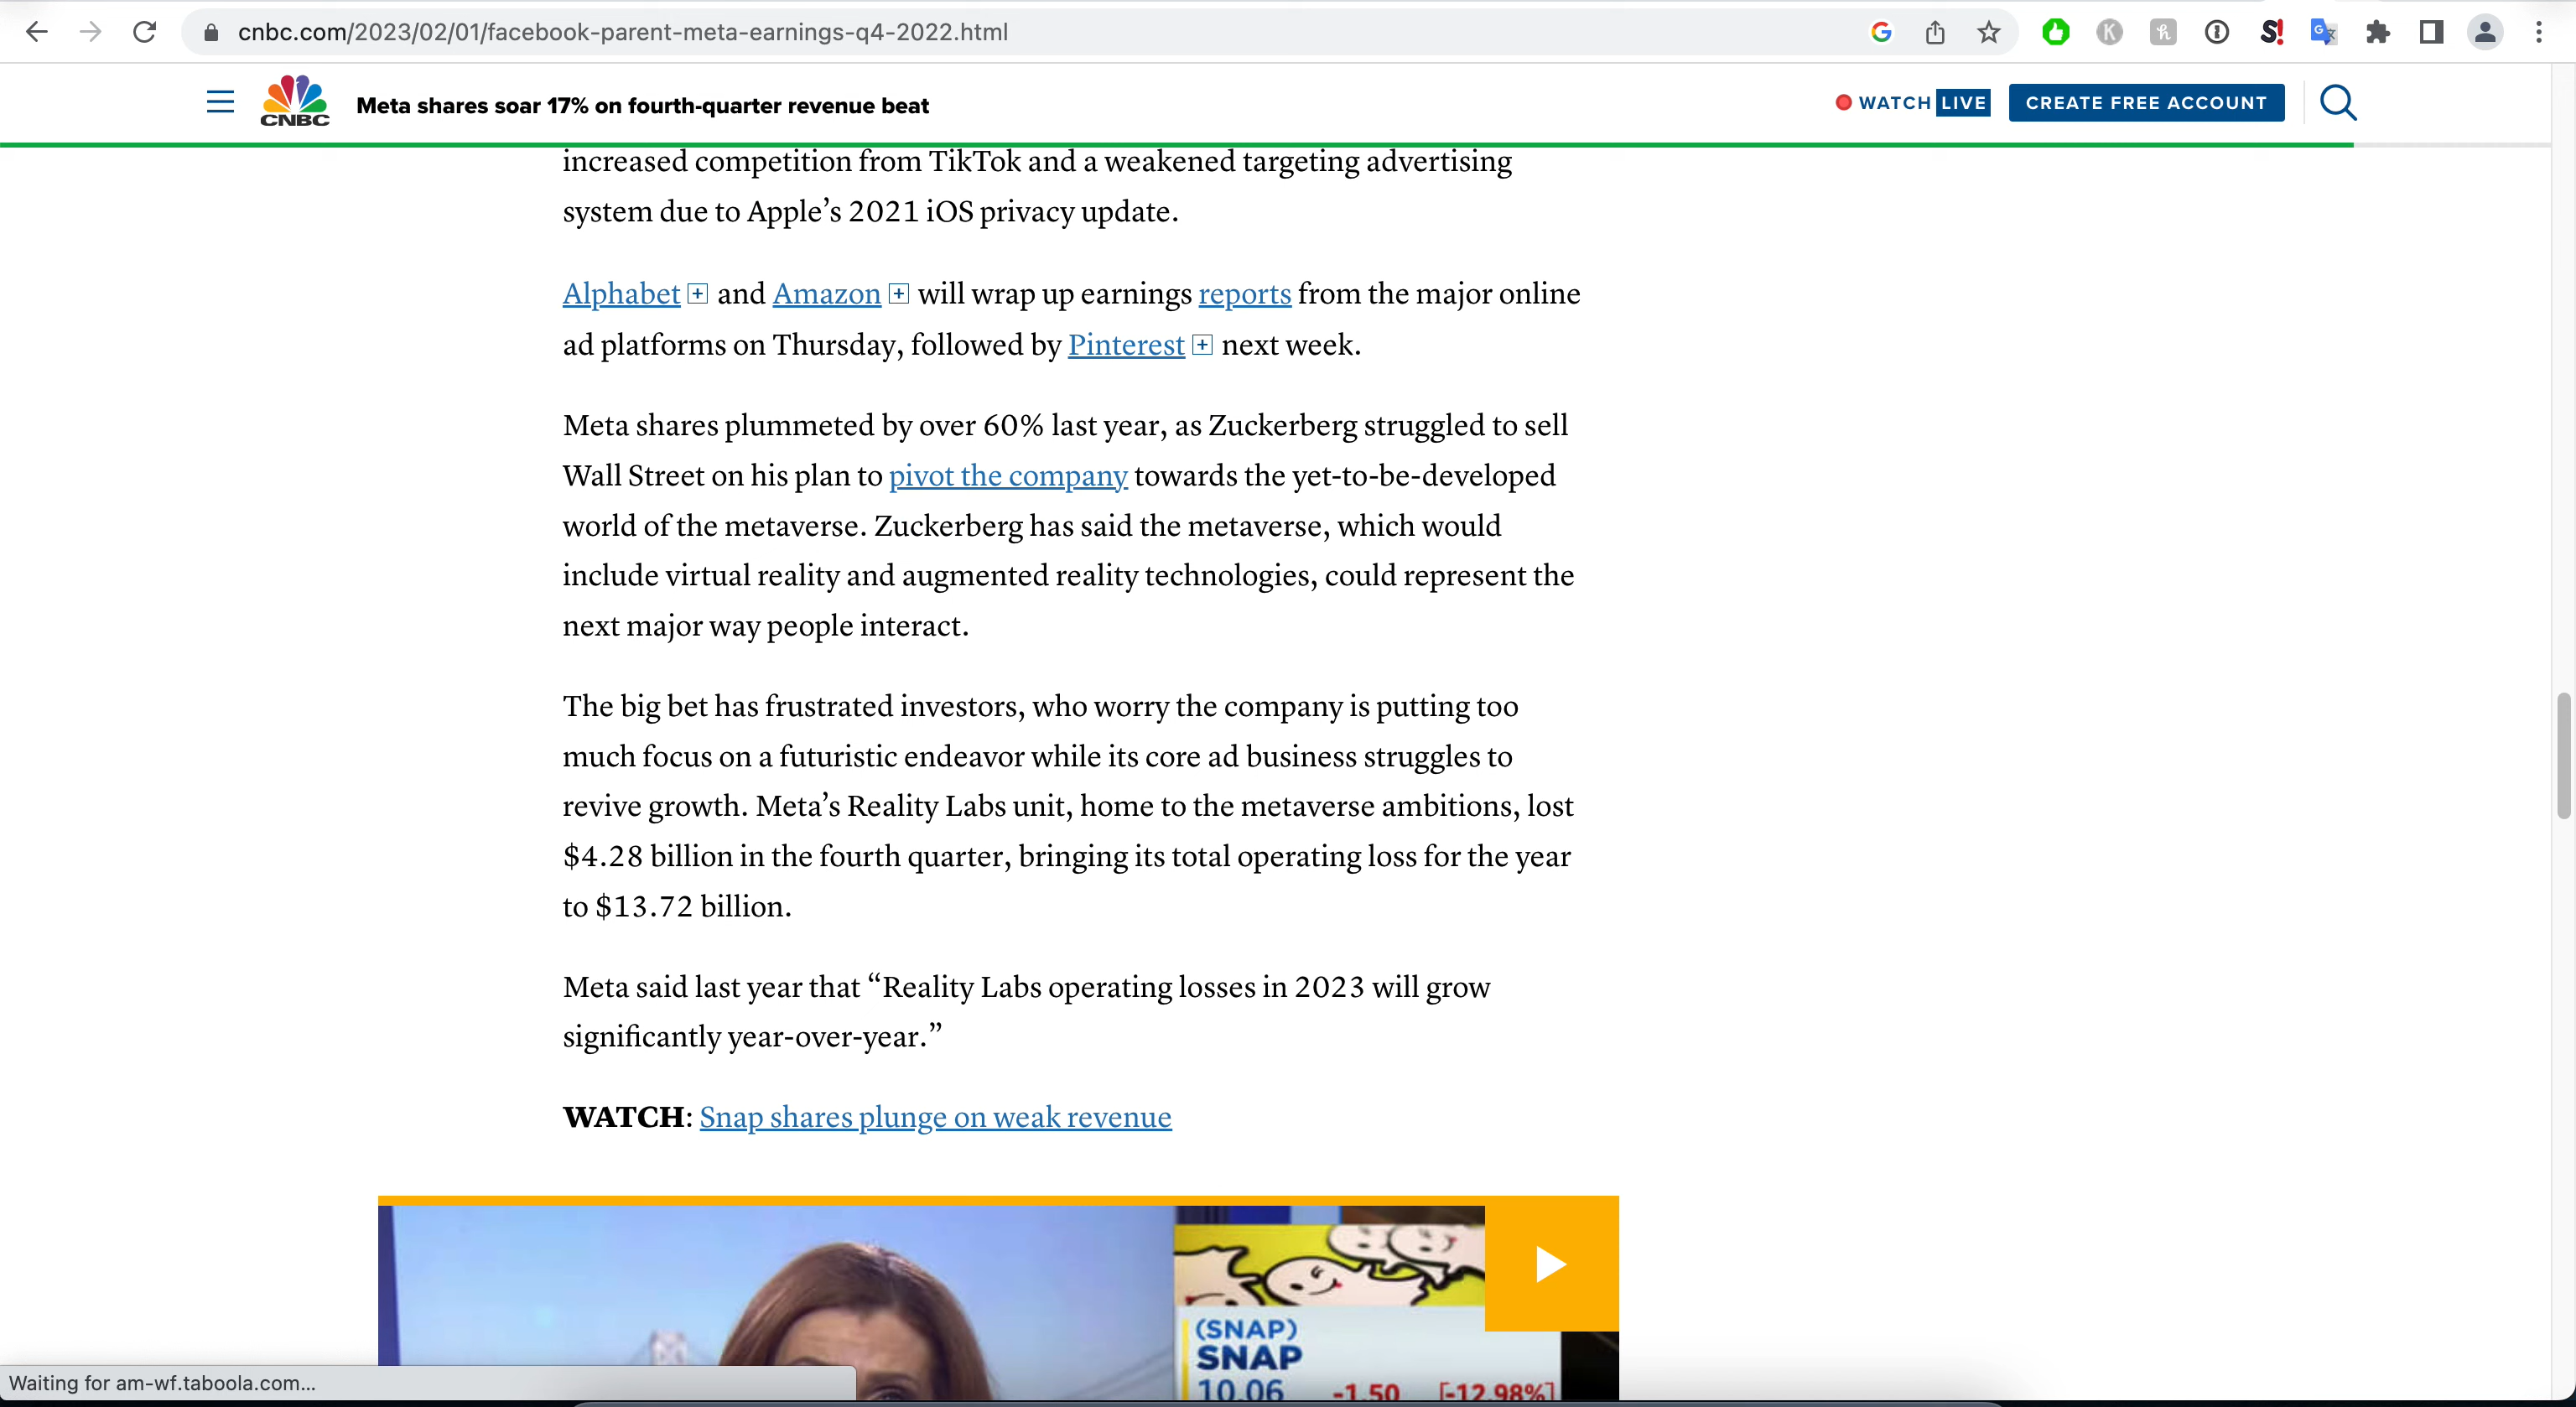 cnbc.com/2023/02/01/facebook-parent-meta-earnings-q4-2022.html
CNBC
Meta shares soar 17% on fourth-quarter revenue beat
WATCH LIVE
CREATE FREE ACCOUNT
increased competition from TikTok and a weakened targeting advertising
system due to Apple’s 2021 iOS privacy update.
Alphabet and Amazon will wrap up earnings reports from the major online
ad platforms on Thursday, followed by Pinterest next week.
Meta shares plummeted by over 60% last year, as Zuckerberg struggled to sell
Wall Street on his plan to pivot the company towards the yet-to-be-developed
world of the metaverse. Zuckerberg has said the metaverse, which would
include virtual reality and augmented reality technologies, could represent the
next major way people interact.
The big bet has frustrated investors, who worry the company is putting too
much focus on a futuristic endeavor while its core ad business struggles to
revive growth. Meta’s Reality Labs unit, home to the metaverse ambitions, lost
$4.28 billion in the fourth quarter, bringing its total operating loss for the year
to $13.72 billion.
Meta said last year that “Reality Labs operating losses in 2023 will grow
significantly year-over-year.”
WATCH: Snap shares plunge on weak revenue
(SNAP)
SNAP
10.06 -1.50 [-12.98%]
Waiting for am-wf.taboola.com...